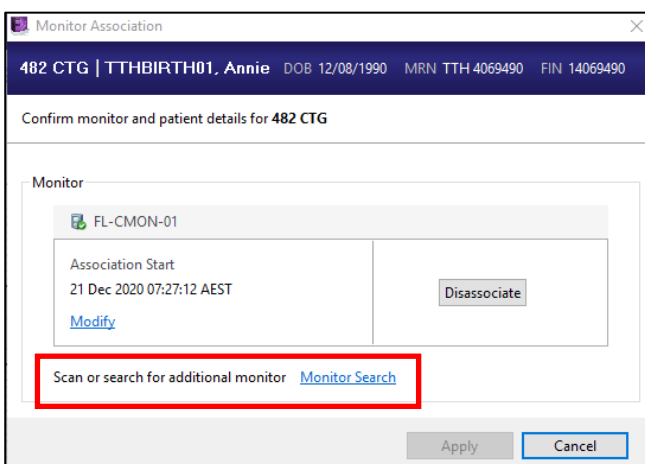 Monitor Association
482 CTG | TTHBIRTH01, Annie DOB 12/08/1990 MRN TTH 4069490 FIN 14069490
Confirm monitor and patient details for 482 CTG
Monitor
FL-CMON-01
Association Start
21 Dec 2020 07:27:12 AEST
Disassociate
Modify
Scan or search for additional monitor Monitor Search
Apply Cancel